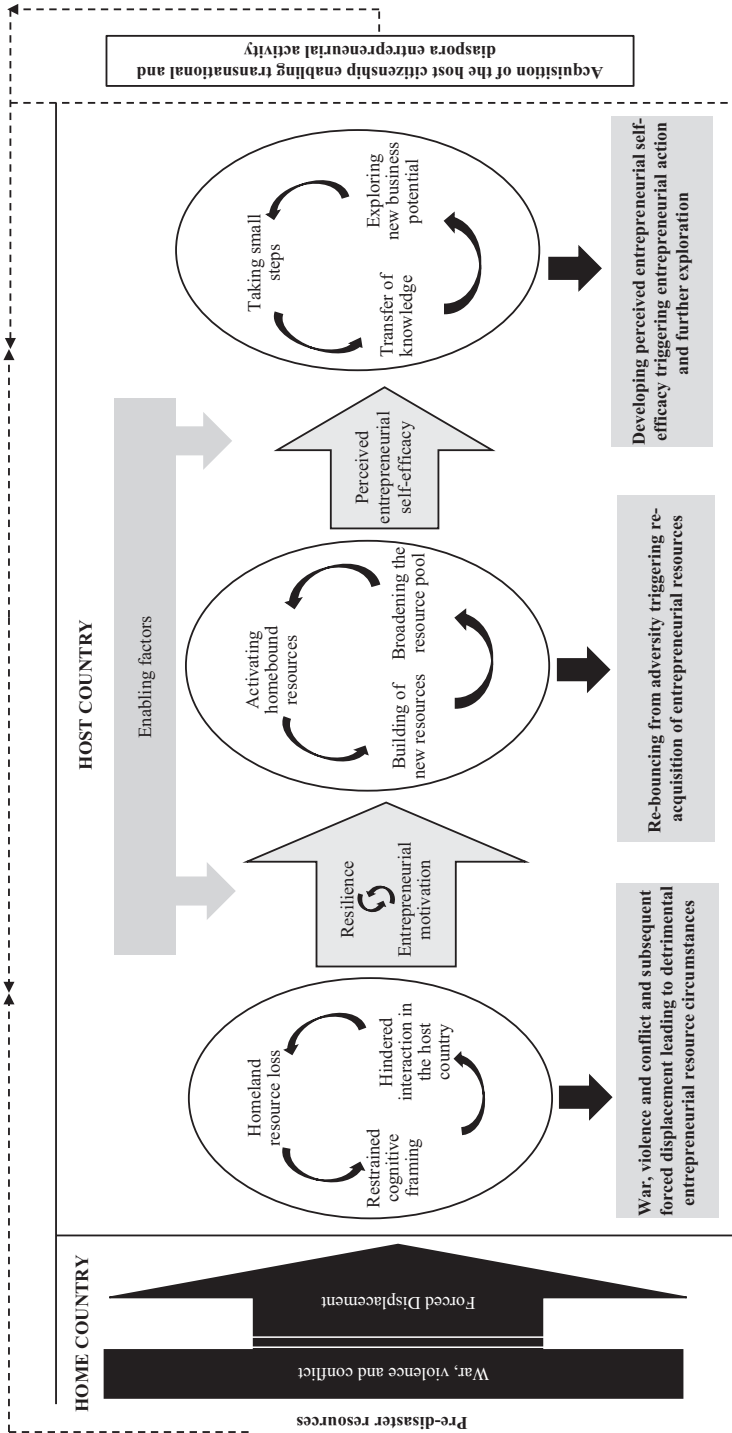 Pre-disaster resources
HOME COUNTRY
War, violence and conflict
Forced Displacement
HOST COUNTRY
Enabling factors
Homeland
resource loss
Restrained
cognitive
framing
Hindered
interaction in
the host
country
War, violence and conflict and subsequent
forced displacement leading to detrimental
entrepreneurial resource circumstances
Resilience
Entrepreneurial
motivation
Activating
homebound
resources
Building of
new resources
Broadening the
resource pool
Re-bouncing from adversity triggering re-
acquisition of entrepreneurial resources
Perceived
entrepreneurial
self-efficacy
Taking small
steps
Transfer of
knowledge
Exploring
new business
potential
Developing perceived entrepreneurial self-
efficacy triggering entrepreneurial action
and further exploration
Acquisition of the host citizenship enabling transnational and
diaspora entrepreneurial activity